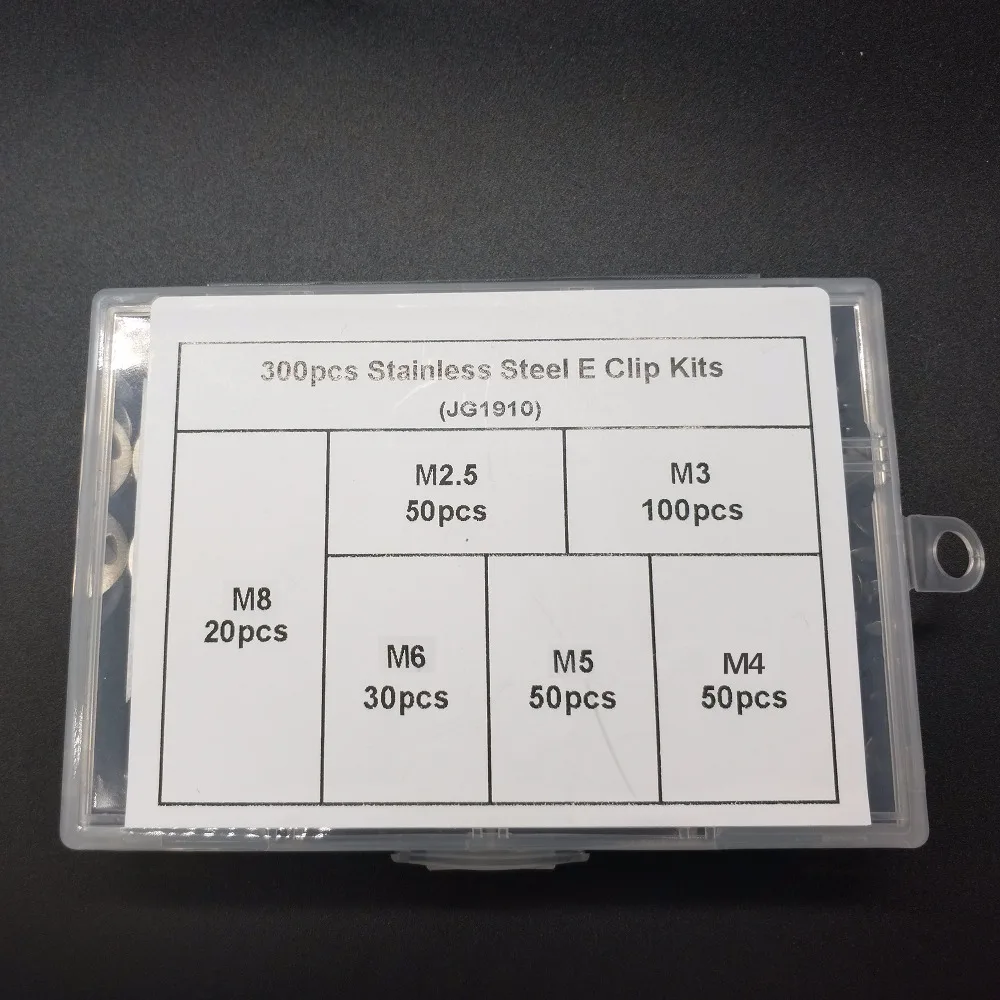 300pcs Stainless Steel E Clip Kits
(JG1910)
M2.5
50pcs
M3
100pcs
M8
20pcs
M6
30pcs
M5
50pcs
M4
50pcs